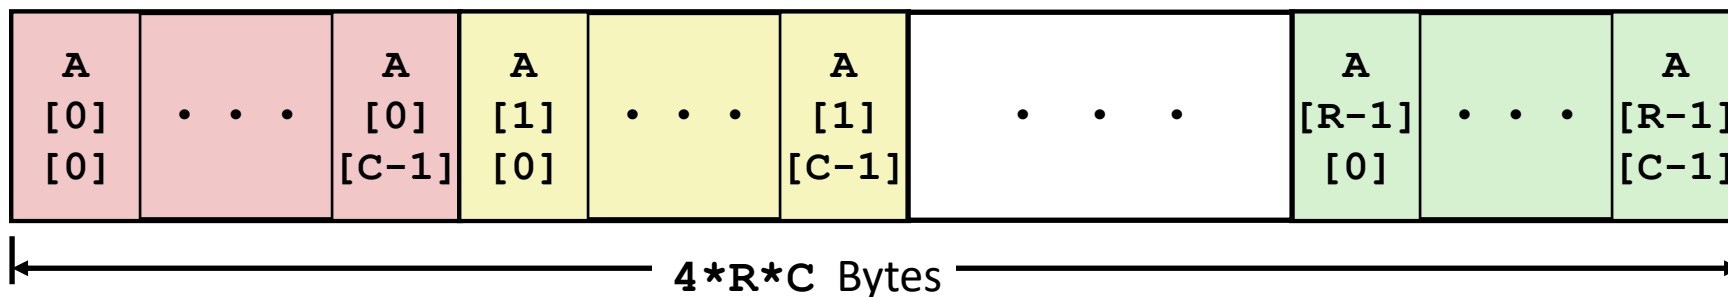 A A A A A A
[0] • • • [0] [1] • • • [1] • • • [R-1] • • • [R-1]
[0] [C-1] [0] [C-1] [0] [C-1]
4*R*C Bytes